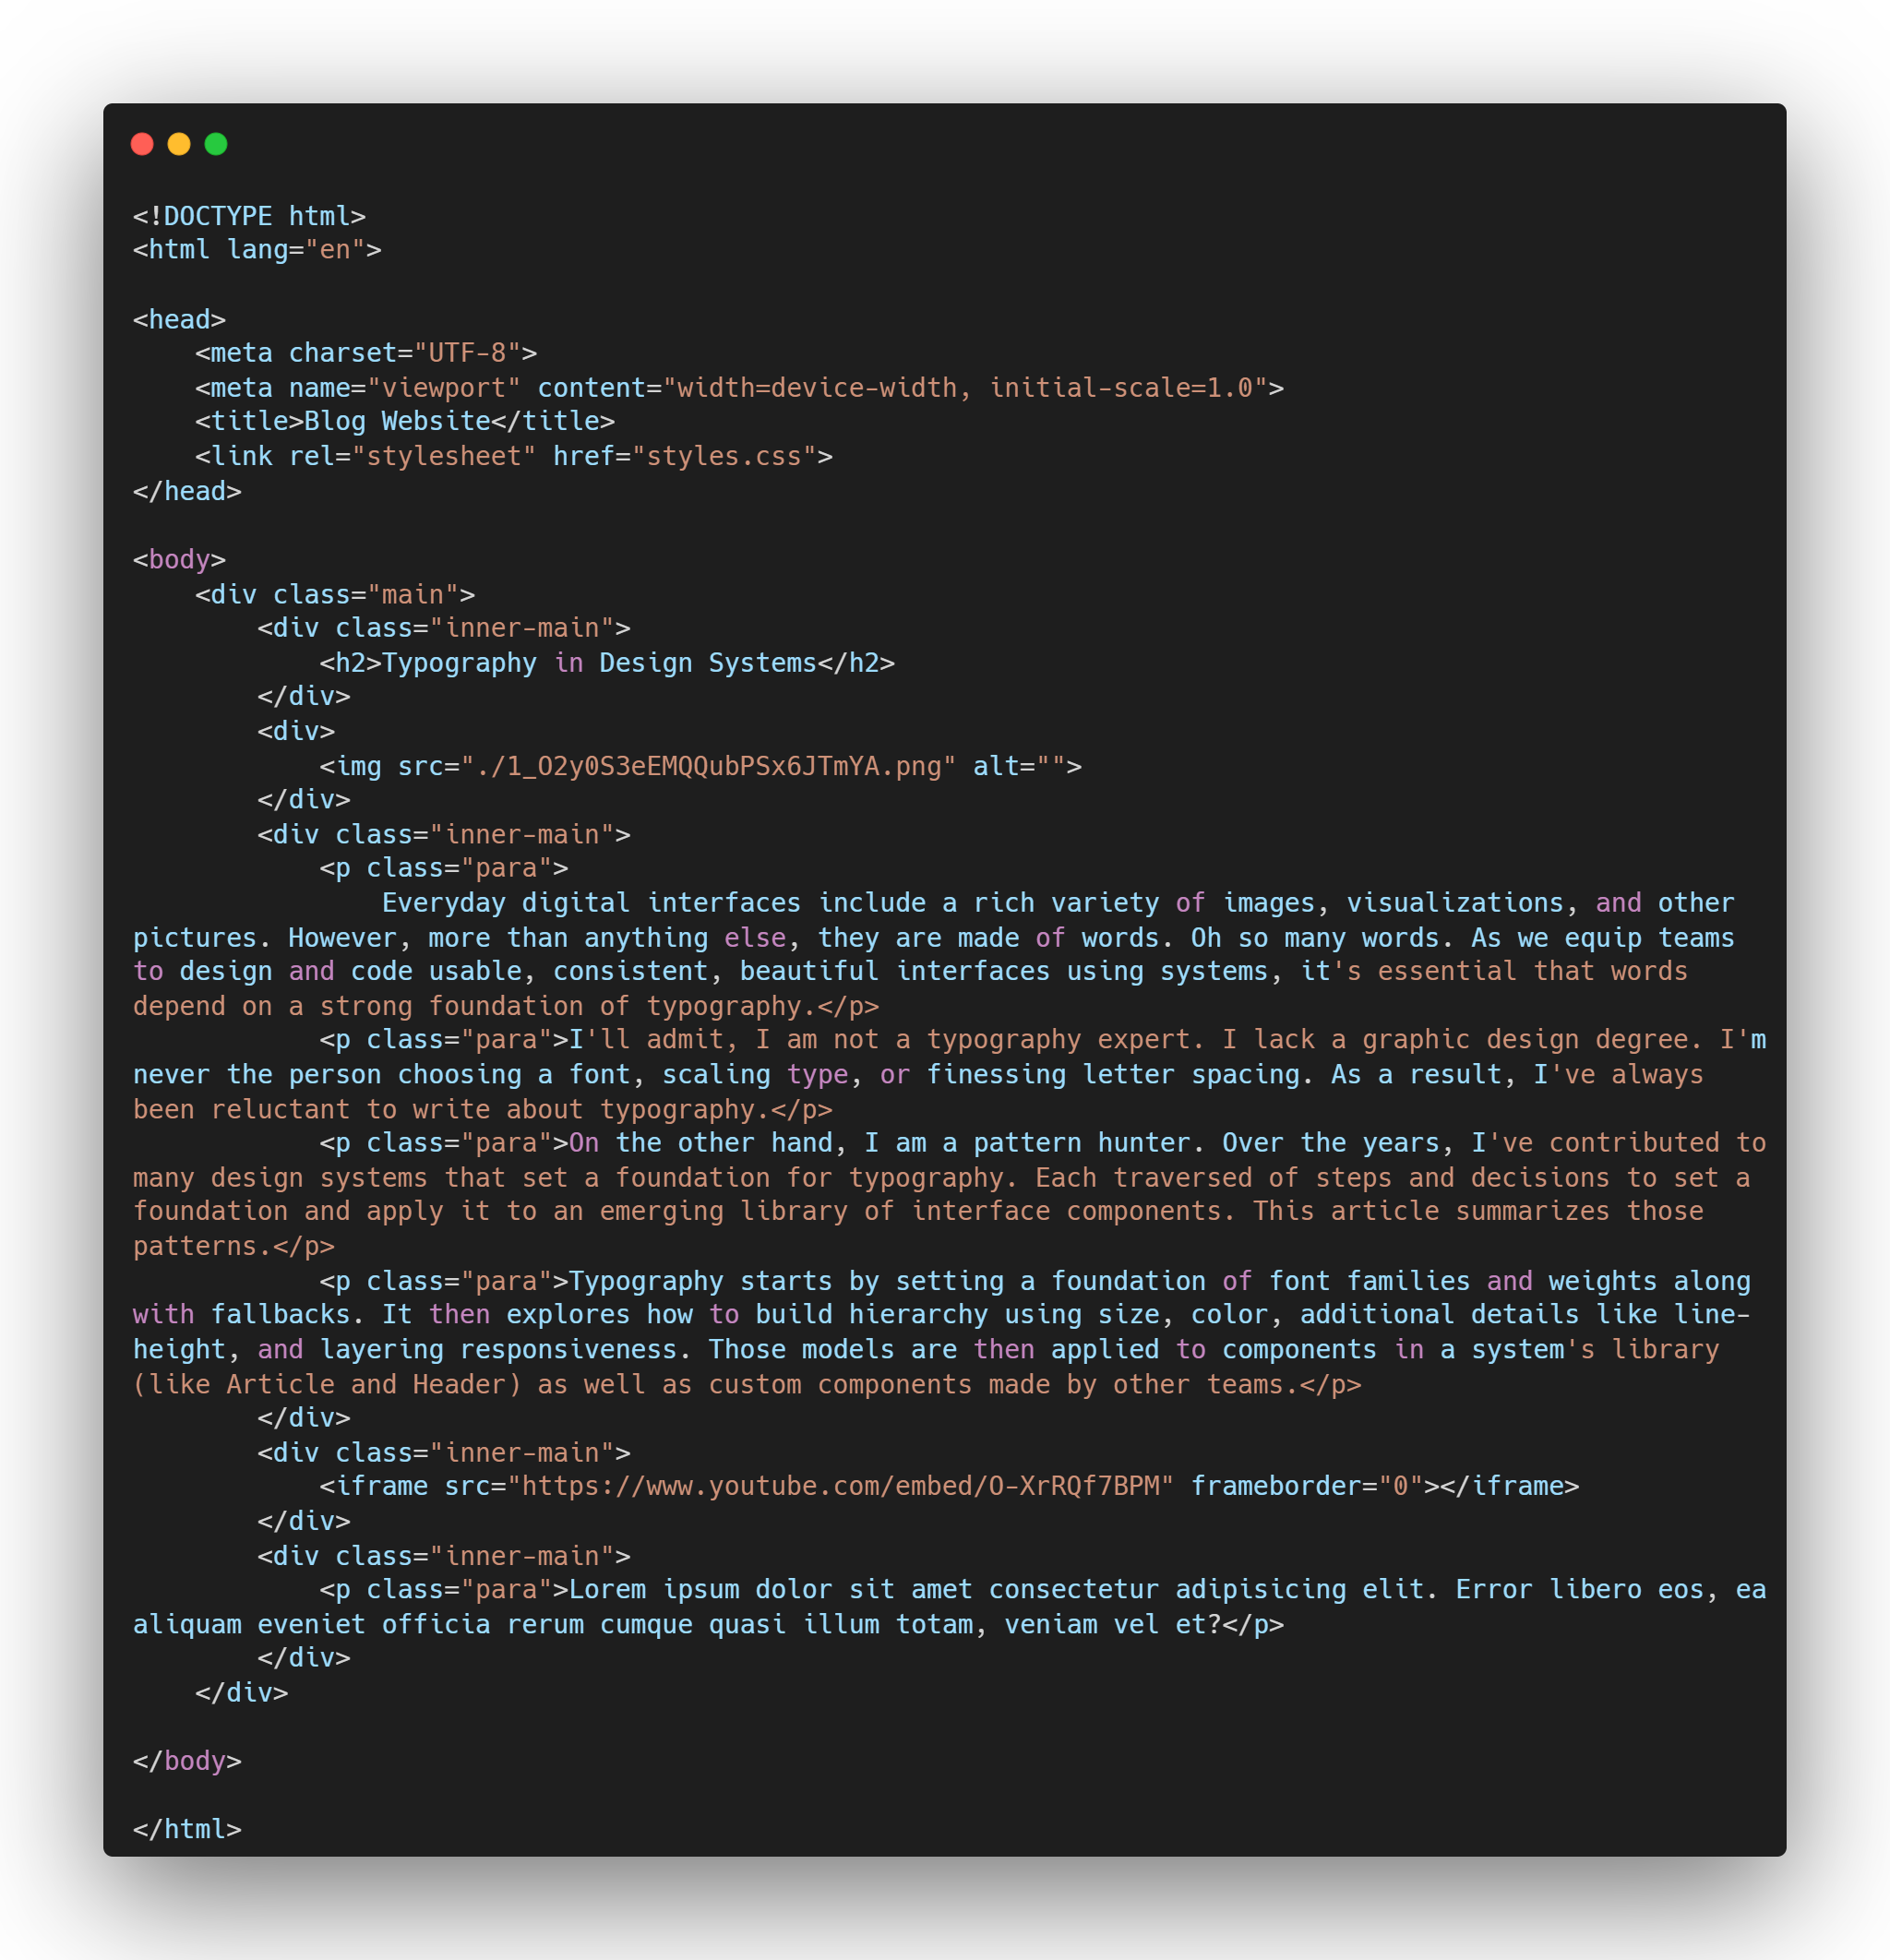 <!DOCTYPE html>
<html lang="en">

<head>
    <meta charset="UTF-8">
    <meta name="viewport" content="width=device-width, initial-scale=1.0">
    <title>Blog Website</title>
    <link rel="stylesheet" href="styles.css">
</head>

<body>
    <div class="main">
        <div class="inner-main">
            <h2>Typography in Design Systems</h2>
        </div>
        <div>
            <img src="./1_O2y0S3eEMQQubPSx6JTmYA.png" alt="">
        </div>
        <div class="inner-main">
            <p class="para">
                Everyday digital interfaces include a rich variety of images, visualizations, and other
pictures. However, more than anything else, they are made of words. Oh so many words. As we equip teams
to design and code usable, consistent, beautiful interfaces using systems, it's essential that words
depend on a strong foundation of typography.</p>
            <p class="para">I'll admit, I am not a typography expert. I lack a graphic design degree. I'm
never the person choosing a font, scaling type, or finessing letter spacing. As a result, I've always
been reluctant to write about typography.</p>
            <p class="para">On the other hand, I am a pattern hunter. Over the years, I've contributed to
many design systems that set a foundation for typography. Each traversed of steps and decisions to set a
foundation and apply it to an emerging library of interface components. This article summarizes those
patterns.</p>
            <p class="para">Typography starts by setting a foundation of font families and weights along
with fallbacks. It then explores how to build hierarchy using size, color, additional details like line-
height, and layering responsiveness. Those models are then applied to components in a system's library
(like Article and Header) as well as custom components made by other teams.</p>
        </div>
        <div class="inner-main">
            <iframe src="https://www.youtube.com/embed/O-XrRQf7BPM" frameborder="0"></iframe>
        </div>
        <div class="inner-main">
            <p class="para">Lorem ipsum dolor sit amet consectetur adipisicing elit. Error libero eos, ea
aliquam eveniet officia rerum cumque quasi illum totam, veniam vel et?</p>
        </div>
    </div>

</body>

</html>